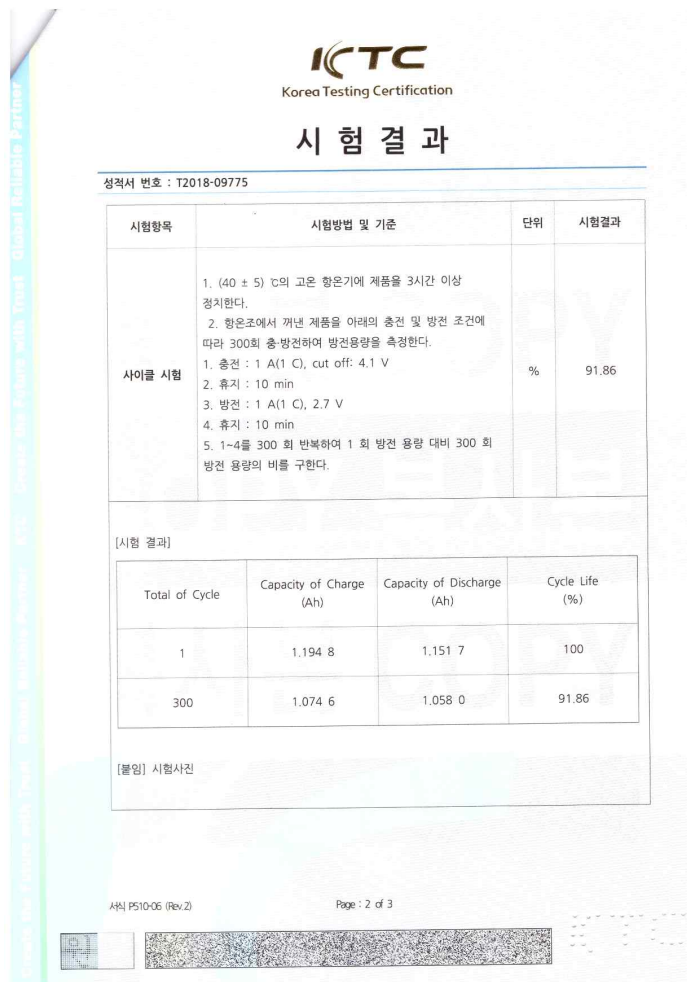 KTC
Korea Testing Certification
시 험 결 과
성적서 번호 : T2018-09775
시험항목 시험방법 및 기준 단위 시험결과
1. (40 ± 5) ℃의 고온 항온기에 제품을 3시간 이상
정치한다.
2. 항온조에서 꺼낸 제품을 아래의 충전 및 방전 조건에
따라 300회 충·방전하여 방전용량을 측정한다.
1. 충전 : 1 A(1 C), cut off: 4.1 V
사이클 시험 % 91.86
2. 휴지 : 10 min
3. 방전 : 1 A(1 C), 2.7 V
4. 휴지 : 10 min
5. 1~4를 300 회 반복하여 1 회 방전 용량 대비 300 회
방전 용량의 비를 구한다.
[시험 결과]
Total of Cycle Capacity of Charge (Ah) Capacity of Discharge (Ah) Cycle Life (%)
1 1.194 8 1.151 7 100
300 1.074 6 1.058 0 91.86
[붙임] 시험사진
서식 P510-06 (Rev.2) Page : 2 of 3
Global Reliable Partner
Create the Future with Trust
KTC